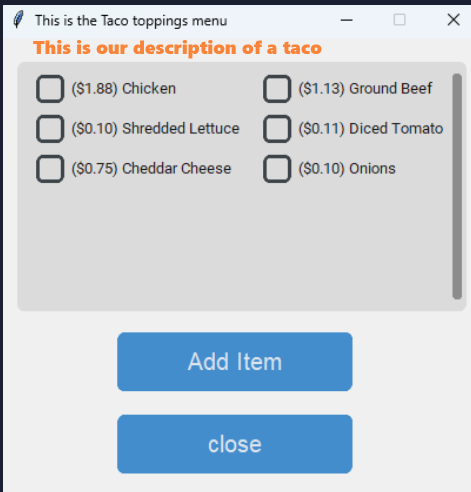 This is the Taco toppings menu
This is our description of a taco
($1.88) Chicken ($1.13) Ground Beef
($0.10) Shredded Lettuce ($0.11) Diced Tomato
($0.75) Cheddar Cheese ($0.10) Onions
Add Item
close